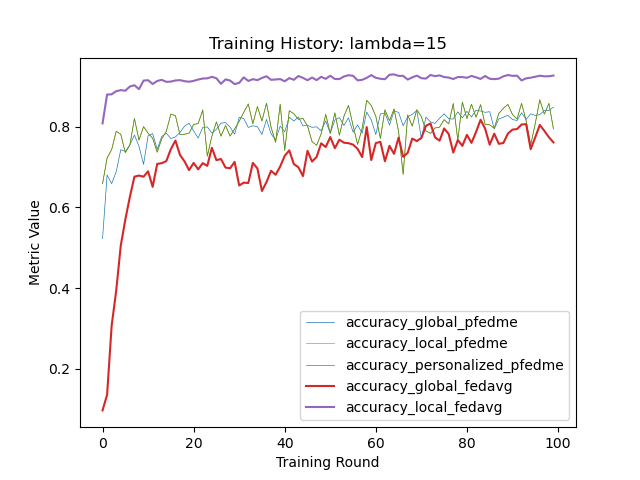 Training History: lambda=15
Metric Value
0.8
0.6
0.4
0.2
accuracy_global_pfedme
accuracy_local_pfedme
accuracy_personalized_pfedme
accuracy_global_fedavg
accuracy_local_fedavg
0 20 40 60 80 100
Training Round